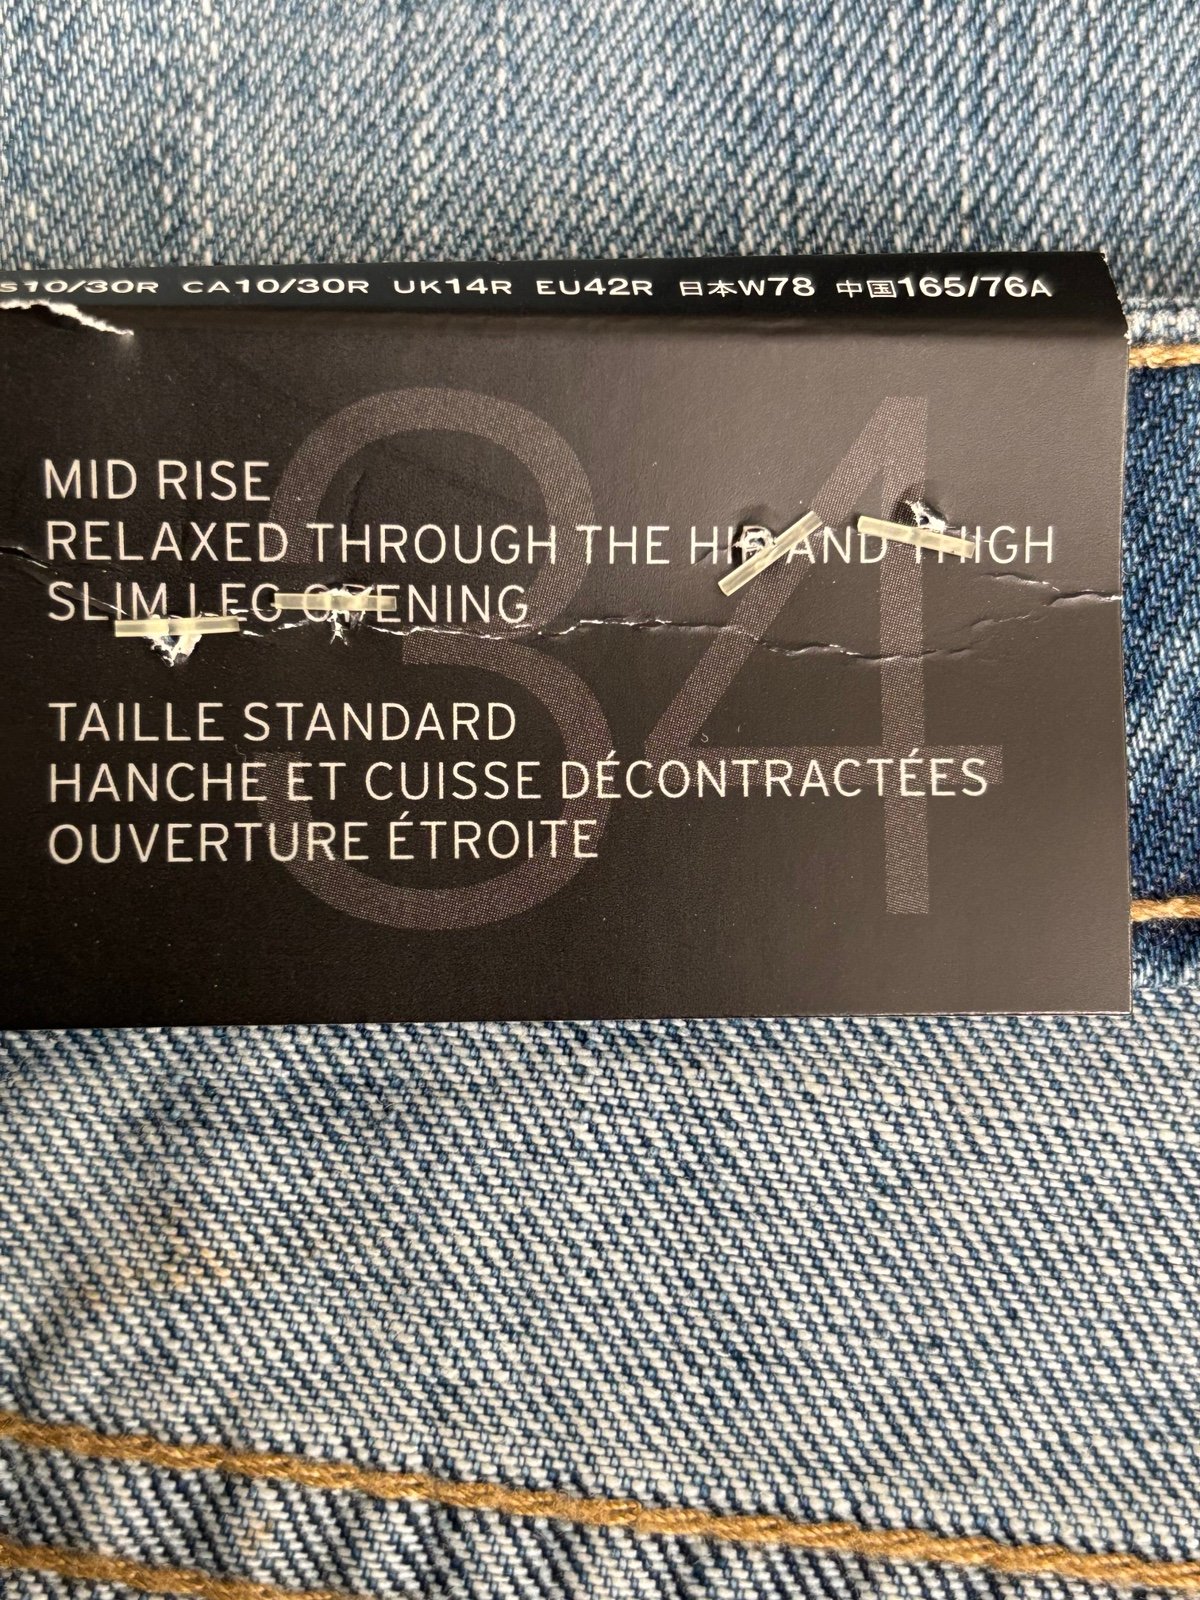 S10/30R CA10/30R UK14R EU42R 日本W78 中国165/76A
34
MID RISE
RELAXED THROUGH THE HIP AND THIGH
SLIM LEG OPENING
TAILLE STANDARD
HANCHE ET CUISSE DÉCONTRACTÉES
OUVERTURE ÉTROITE